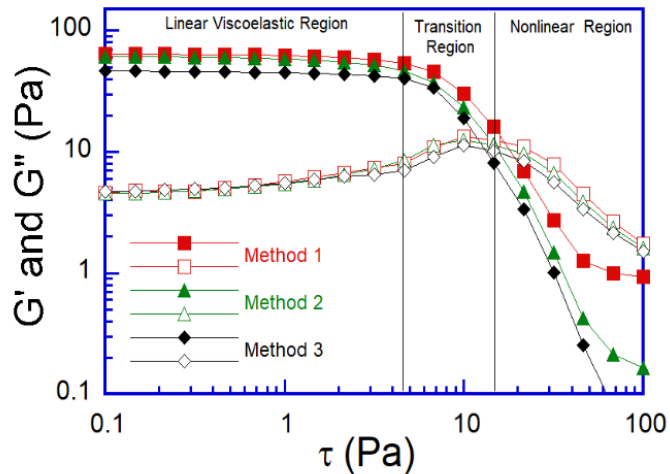 Linear Viscoelastic Region
Transition
Region
Nonlinear Region
100
10
1
0.1
G' and G" (Pa)
Method 1
Method 2
Method 3
0.1
1
10
100
τ (Pa)